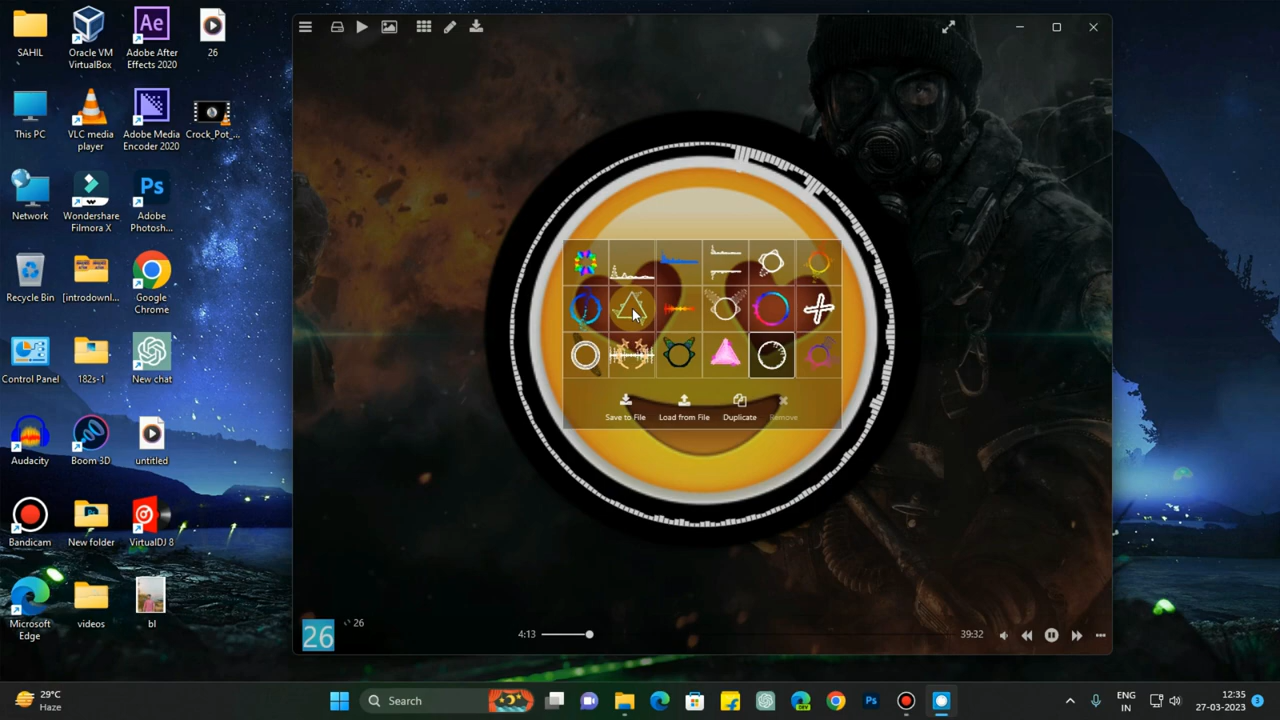 SAHIL
Oracle VM
VirtualBox
Adobe After
Effects 2020
26
This PC
VLC media
player
Adobe Media
Encoder 2020
Crock_Pot_...
Network
Wondershare
Filmora X
Adobe
Photosh...
Recycle Bin
[introdownl...
Google
Chrome
Control Panel
182s-1
New chat
Audacity
Boom 3D
untitled
Bandicam
New folder
VirtualDJ 8
Microsoft
Edge
videos
bl
Save to File
Load from File
Duplicate
Remove
26
26
4:13
39:32
29°C
Haze
Search
DEV
ENG
IN
12:35
27-03-2023
3